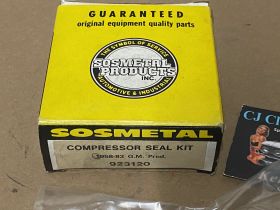 GUARANTEED
original equipment quality parts
THE SYMBOL OF SERVICE
SOSMETAL
PRODUCTS
INC.
AUTOMOTIVE & INDUSTRIAL
SOSMETAL
COMPRESSOR SEAL KIT
1958-83 G.M. Prod.
923120
CJ